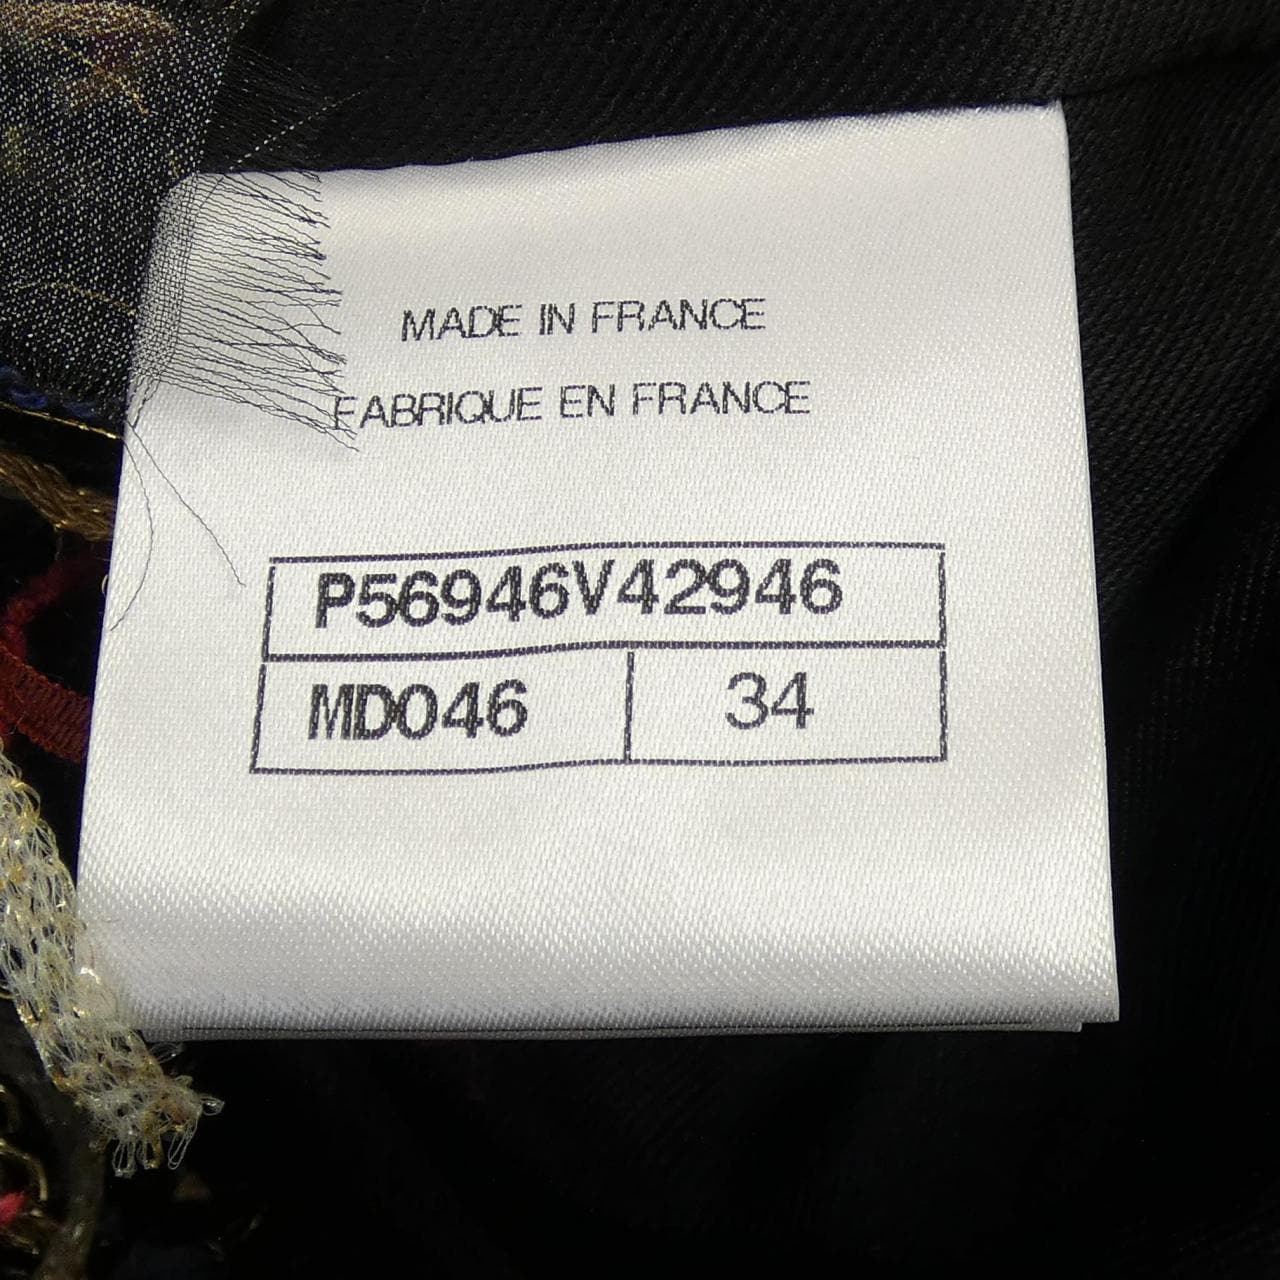 MADE IN FRANCE
FABRIQUE EN FRANCE
P56946V42946
MD046 34